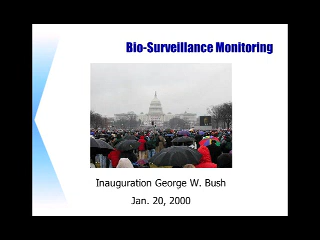 Bio-Surveillance Monitoring
Inauguration George W. Bush
Jan. 20, 2000